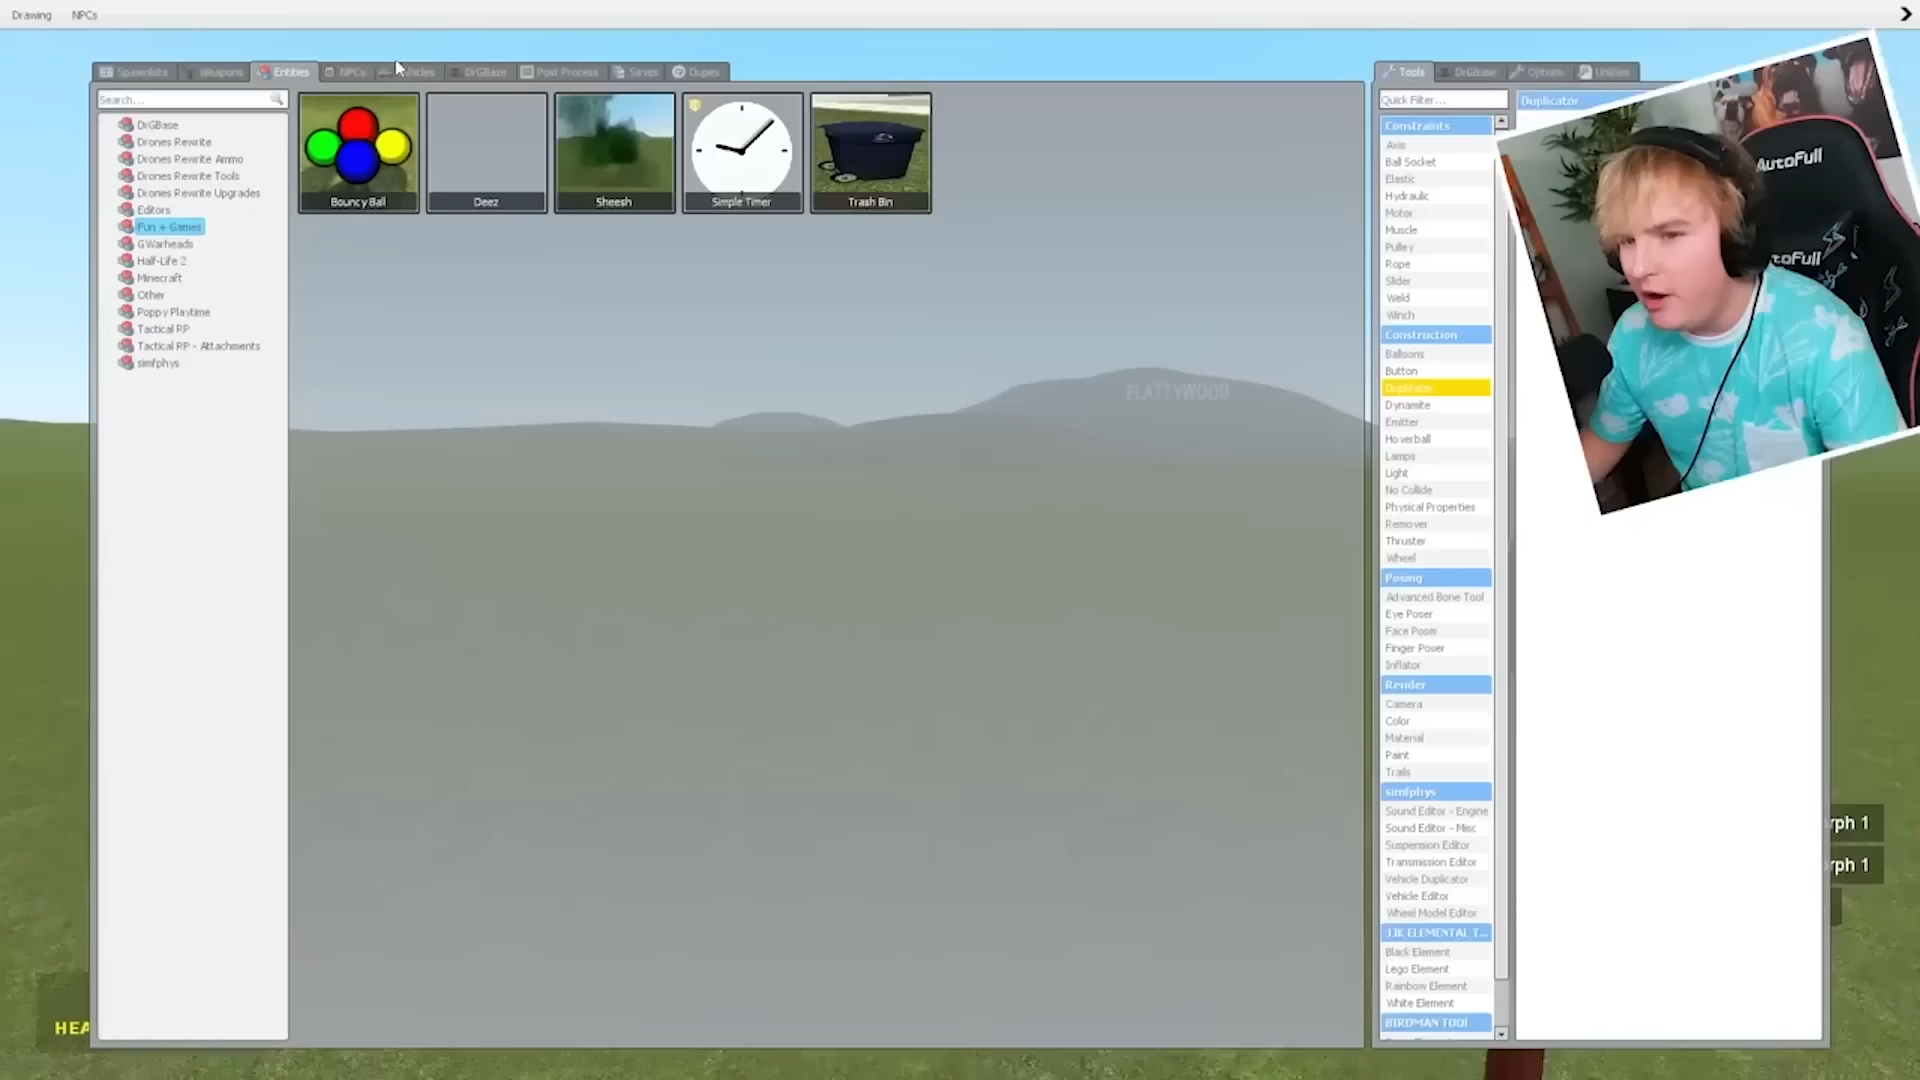 Drawing NPCs
Spawnlists Weapons Entities NPCs Vehicles DrGBase Post Process Saves Dupes
Search...
DrGBase
Drones Rewrite
Drones Rewrite Ammo
Drones Rewrite Tools
Drones Rewrite Upgrades
Editors
Fun + Games
GWarheads
Half-Life 2
Minecraft
Other
Poppy Playtime
Tactical RP
Tactical RP - Attachments
simfphys
Bouncy Ball
Deez
Sheesh
Simple Timer
Trash Bin
FLATTYWOOD
HEA
Tools DrGBase Options Utilities
Quick Filter...
Constraints
Axis
Ball Socket
Elastic
Hydraulic
Motor
Muscle
Pulley
Rope
Slider
Weld
Winch
Construction
Balloons
Button
Duplicator
Dynamite
Emitter
Hoverball
Lamps
Light
No Collide
Physical Properties
Remover
Thruster
Wheel
Posing
Advanced Bone Tool
Eye Poser
Face Poser
Finger Poser
Inflator
Render
Camera
Color
Material
Paint
Trails
simfphys
Sound Editor - Engine
Sound Editor - Misc
Suspension Editor
Transmission Editor
Vehicle Duplicator
Vehicle Editor
Wheel Model Editor
JJK ELEMENTAL T...
Black Element
Lego Element
Rainbow Element
White Element
BIRDMAN TOOl
Duplicator
AutoFull
toFull
rph 1
rph 1